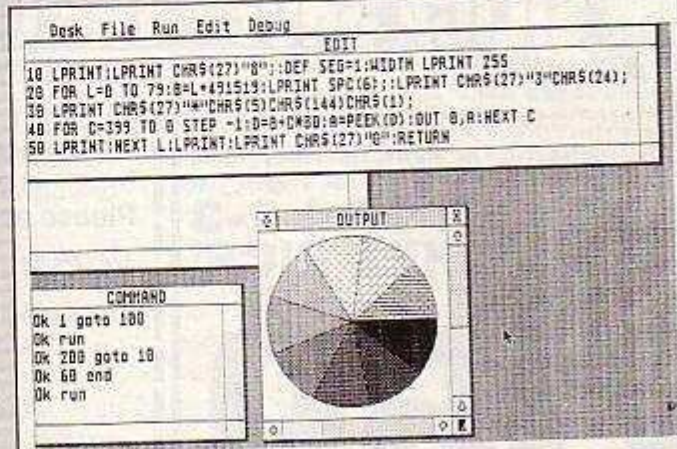 Desk File Run Edit Debug
EDIT
10 LPRINT:LPRINT CHR$(27)"@";:DEF SEG=1:WIDTH LPRINT 255
20 FOR L=0 TO 79:B=L+491519:LPRINT SPC(6);:LPRINT CHR$(27)"3"CHR$(24);
30 LPRINT CHR$(27)"*"CHR$(5)CHR$(144)CHR$(1);
40 FOR C=399 TO 0 STEP -1:D=B+C*80:A=PEEK(D):OUT 0,A:NEXT C
50 LPRINT:NEXT L:LPRINT:LPRINT CHR$(27)"@":RETURN
OUTPUT
COMMAND
Ok 1 goto 100
Ok run
Ok 200 goto 10
Ok 60 end
Ok run